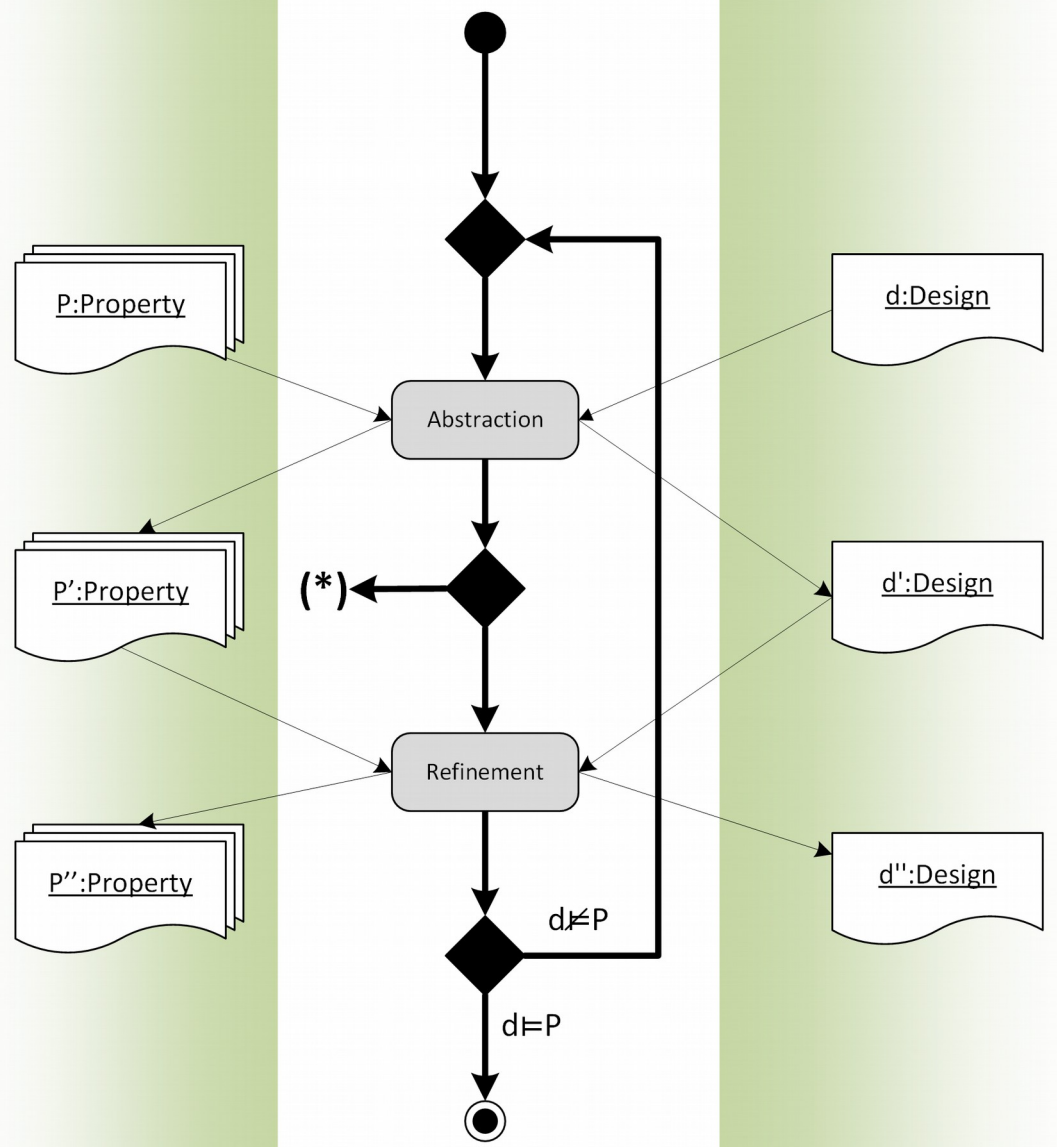 P:Property
d:Design
Abstraction
(*)
P′:Property
d':Design
Refinement
P′′:Property
d'':Design
d⊭P
d⊨P